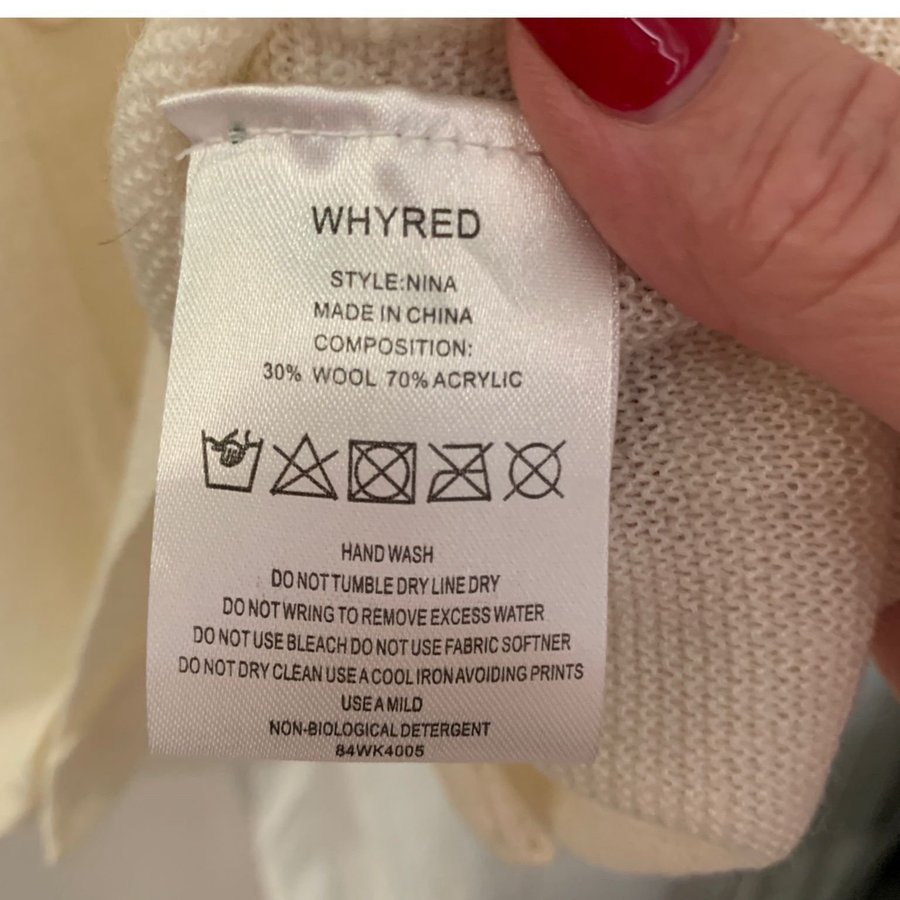 WHYRED
STYLE:NINA
MADE IN CHINA
COMPOSITION:
30% WOOL 70% ACRYLIC
HAND WASH
DO NOT TUMBLE DRY LINE DRY
DO NOT WRING TO REMOVE EXCESS WATER
DO NOT USE BLEACH DO NOT USE FABRIC SOFTNER
DO NOT DRY CLEAN USE A COOL IRON AVOIDING PRINTS
USE A MILD
NON-BIOLOGICAL DETERGENT
84WK4005